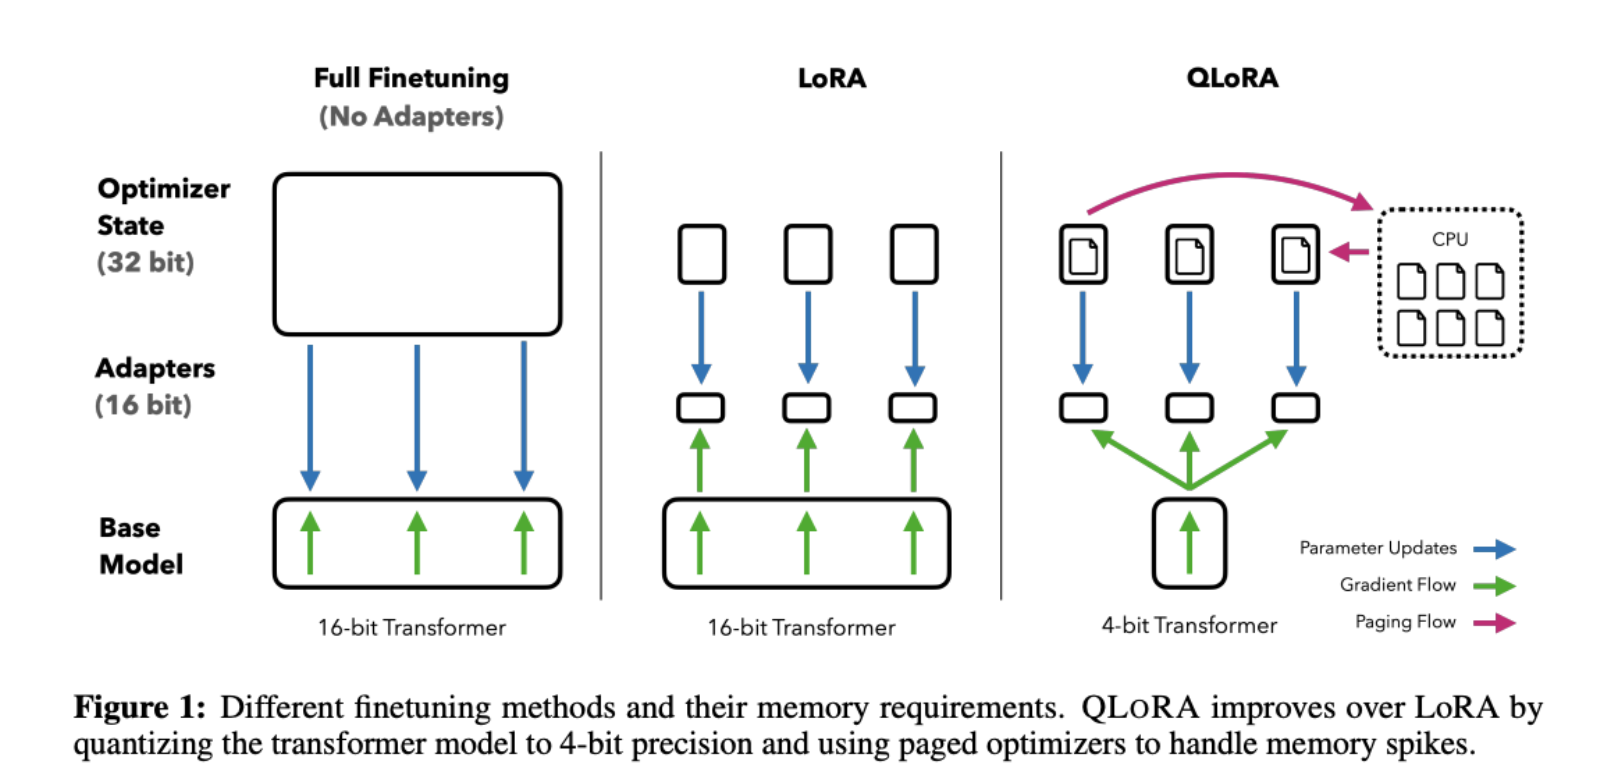 Full Finetuning
(No Adapters)
LoRA
QLoRA
Optimizer
State
(32 bit)
CPU
Adapters
(16 bit)
Base
Model
Parameter Updates
Gradient Flow
Paging Flow
16-bit Transformer
16-bit Transformer
4-bit Transformer
Figure 1: Different finetuning methods and their memory requirements. QLORA improves over LoRA by
quantizing the transformer model to 4-bit precision and using paged optimizers to handle memory spikes.